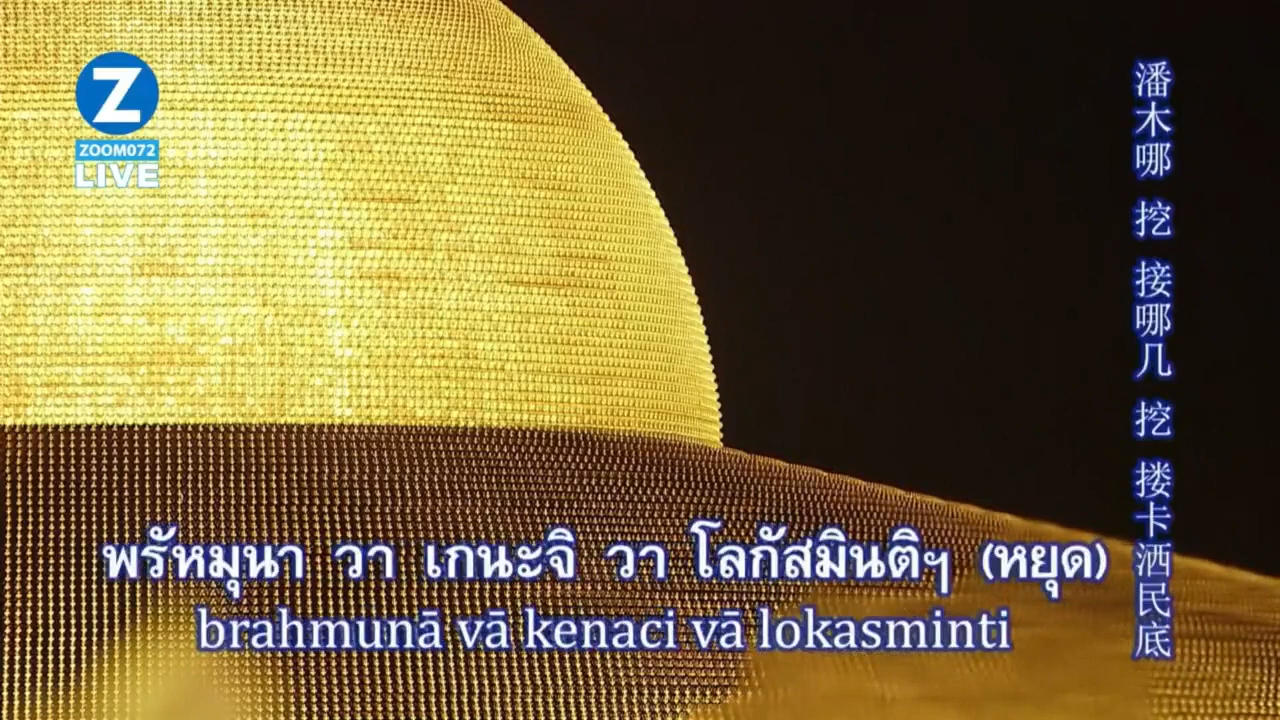 Z
ZOOM072
LIVE
潘木哪 挖 接哪几 挖 搂卡洒民底
พรัหมุนา วา เกนะจิ วา โลกัสมินติฯ (หยุด)
brahmunā vā kenaci vā lokasminti